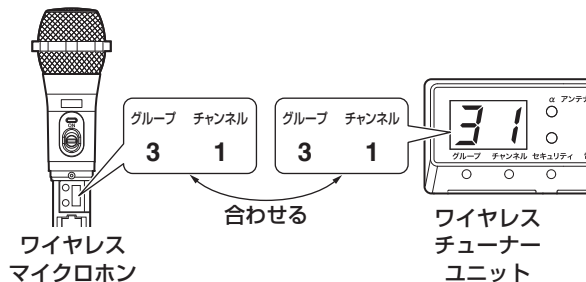 ON
グループ チャンネル
3 1
グループ チャンネル
3 1
合わせる
31
α アンテナ
グループ チャンネル セキュリティ
ワイヤレス
マイクロホン
ワイヤレス
チューナー
ユニット